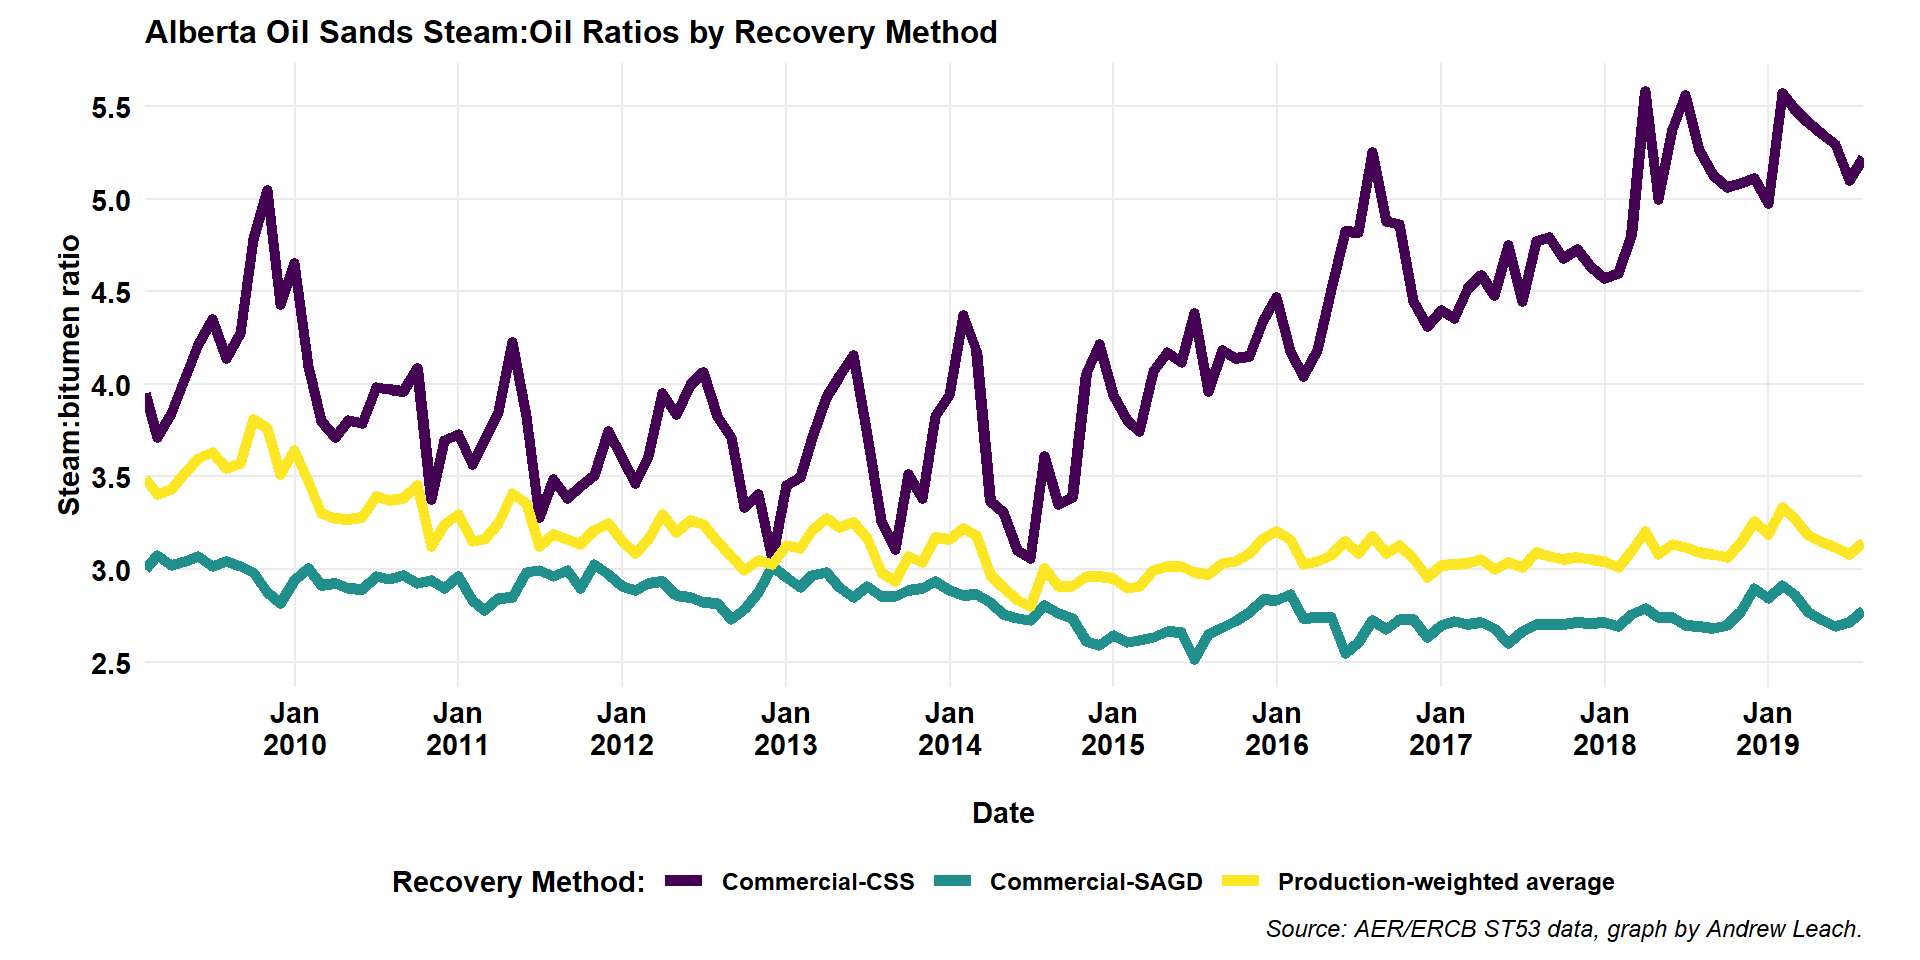 Alberta Oil Sands Steam:Oil Ratios by Recovery Method
Steam:bitumen ratio
5.5
5.0
4.5
4.0
3.5
3.0
2.5
Jan Jan Jan Jan Jan Jan Jan Jan Jan Jan
2010 2011 2012 2013 2014 2015 2016 2017 2018 2019
Date
Recovery Method: Commercial-CSS Commercial-SAGD Production-weighted average
Source: AER/ERCB ST53 data, graph by Andrew Leach.